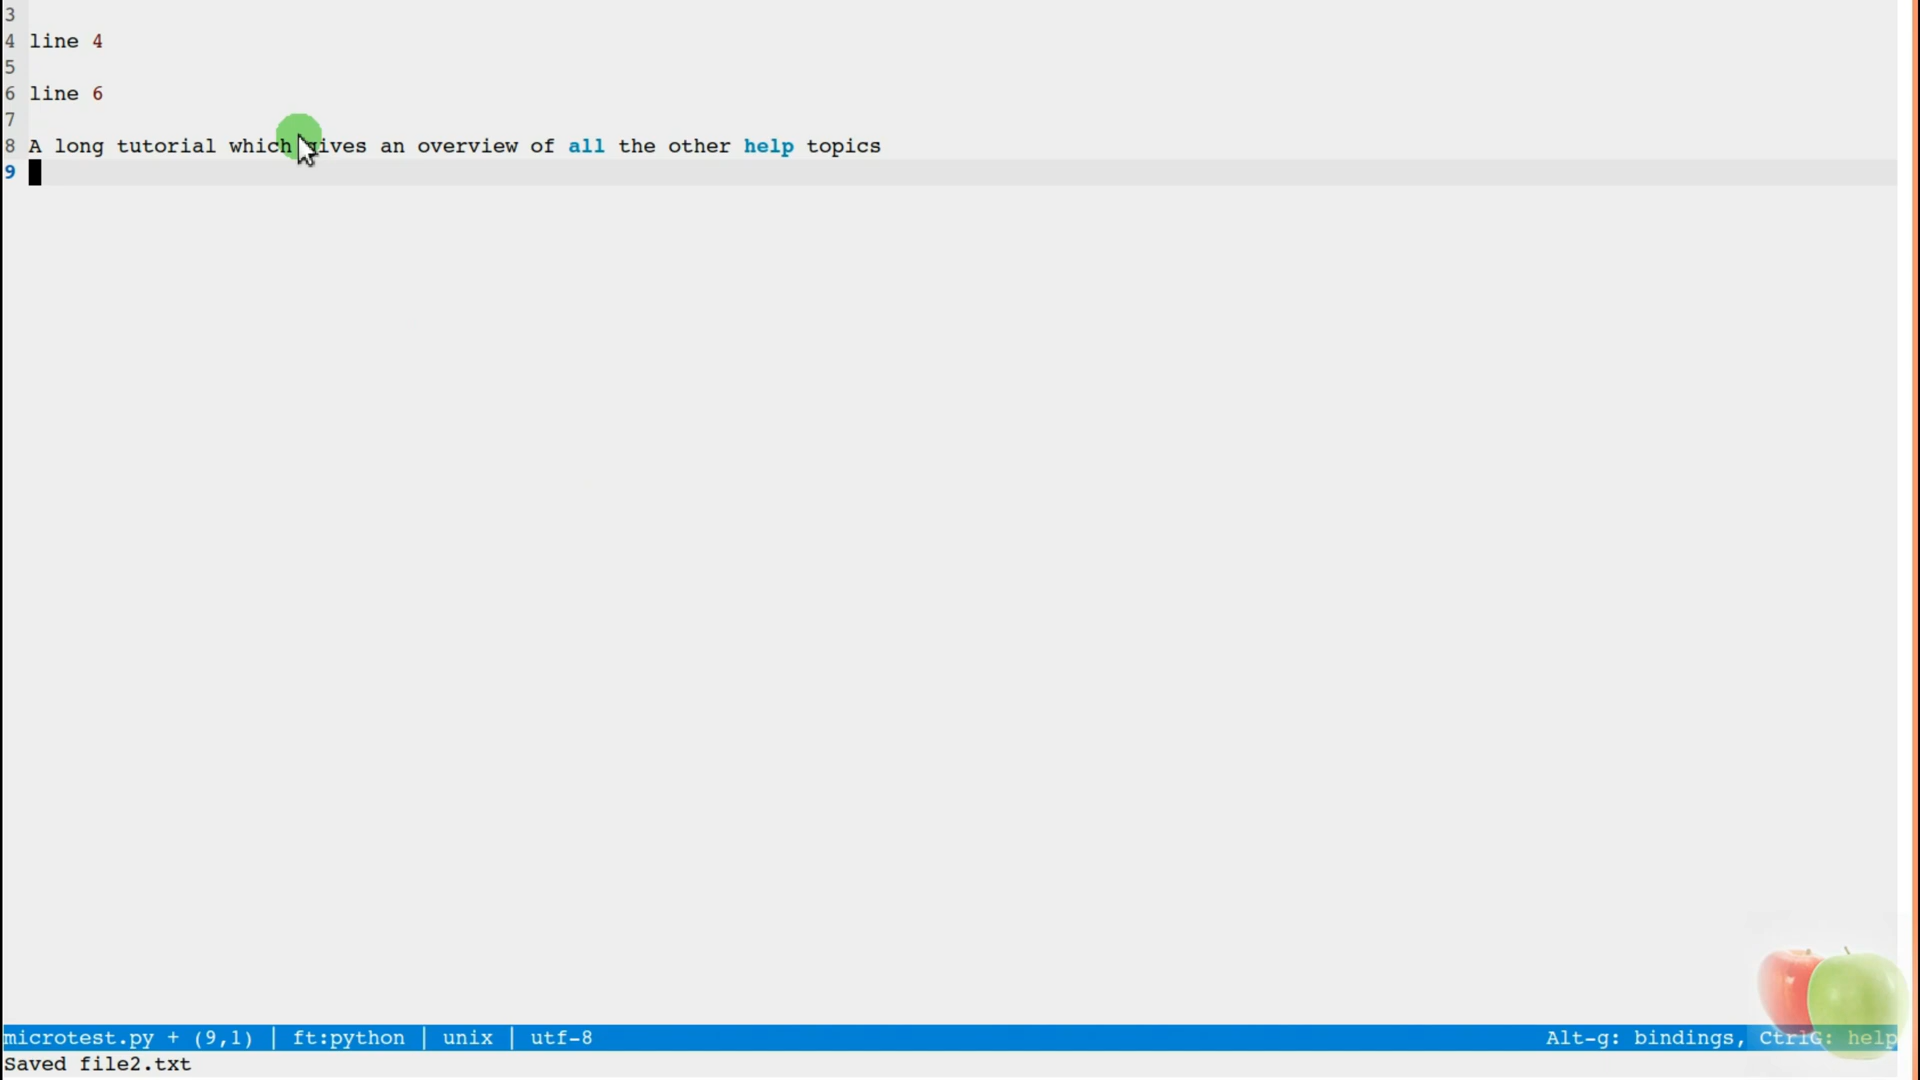 3
4 line 4
5
6 line 6
7
8 A long tutorial which gives an overview of all the other help topics
9
microtest.py + (9,1) | ft:python | unix | utf-8 Alt-g: bindings, CtrlG: help
Saved file2.txt